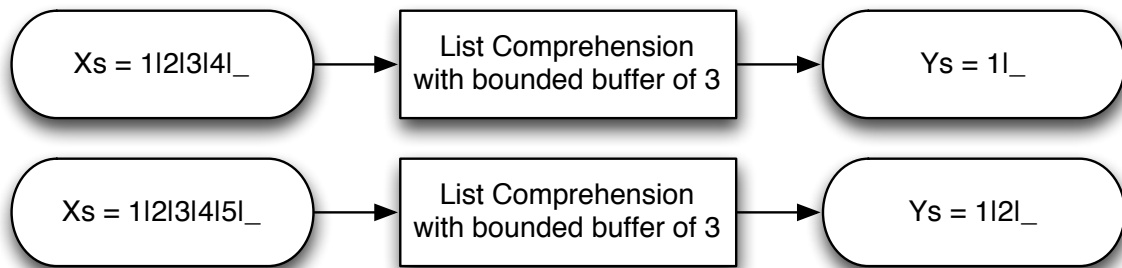 Xs = 1|2|3|4|_
List Comprehension
with bounded buffer of 3
Ys = 1|_
Xs = 1|2|3|4|5|_
List Comprehension
with bounded buffer of 3
Ys = 1|2|_